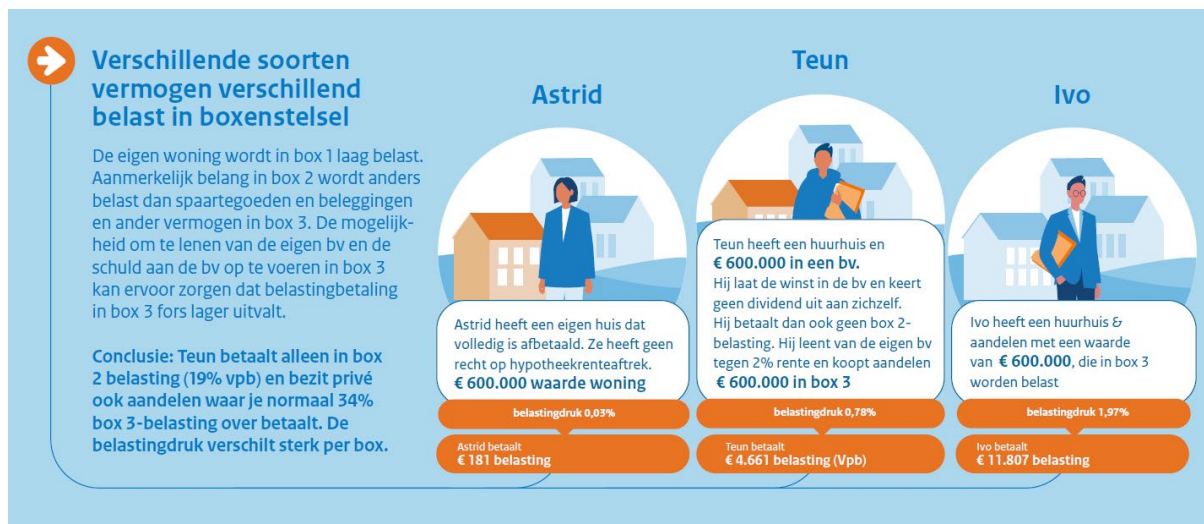 Verschillende soorten
vermogen verschillend
belast in boxenstelsel
De eigen woning wordt in box 1 laag belast.
Aanmerkelijk belang in box 2 wordt anders
belast dan spaartegoeden en beleggingen
en ander vermogen in box 3. De mogelijk-
heid om te lenen van de eigen bv en de
schuld aan de bv op te voeren in box 3
kan ervoor zorgen dat belastingbetaling
in box 3 fors lager uitvalt.
Conclusie: Teun betaalt alleen in box
2 belasting (19% vpb) en bezit privé
ook aandelen waar je normaal 34%
box 3-belasting over betaalt. De
belastingdruk verschilt sterk per box.
Astrid
Astrid heeft een eigen huis dat
volledig is afbetaald. Ze heeft geen
recht op hypotheekrenteaftrek.
€ 600.000 waarde woning
belastingdruk 0,03%
Astrid betaalt
€ 181 belasting
Teun
Teun heeft een huurhuis en
€ 600.000 in een bv.
Hij laat de winst in de bv en keert
geen dividend uit aan zichzelf.
Hij betaalt dan ook geen box 2-
belasting. Hij leent van de eigen bv
tegen 2% rente en koopt aandelen
€ 600.000 in box 3
belastingdruk 0,78%
Teun betaalt
€ 4.661 belasting (Vpb)
Ivo
Ivo heeft een huurhuis &
aandelen met een waarde
van € 600.000, die in box 3
worden belast
belastingdruk 1,97%
Ivo betaalt
€ 11.807 belasting